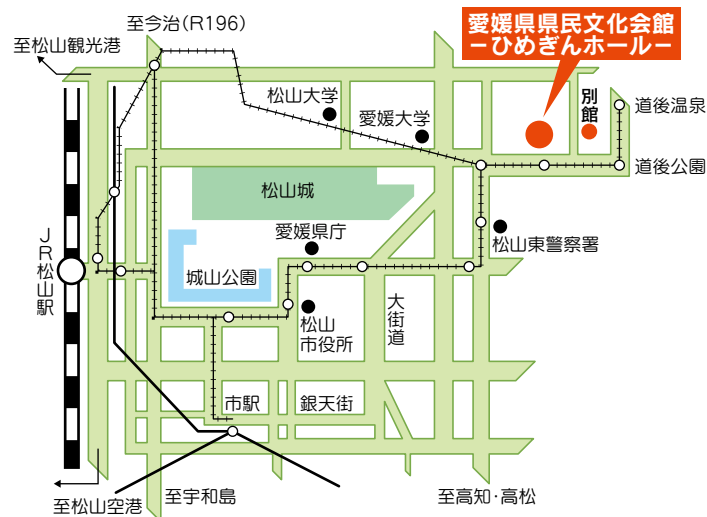 至今治(R196)
愛媛県県民文化会館
−ひめぎんホール−
至松山観光港
松山大学
愛媛大学
別館
道後温泉
道後公園
松山城
愛媛県庁
松山東警察署
JR松山駅
城山公園
大街道
松山
市役所
市駅
銀天街
至松山空港
至宇和島
至高知・高松